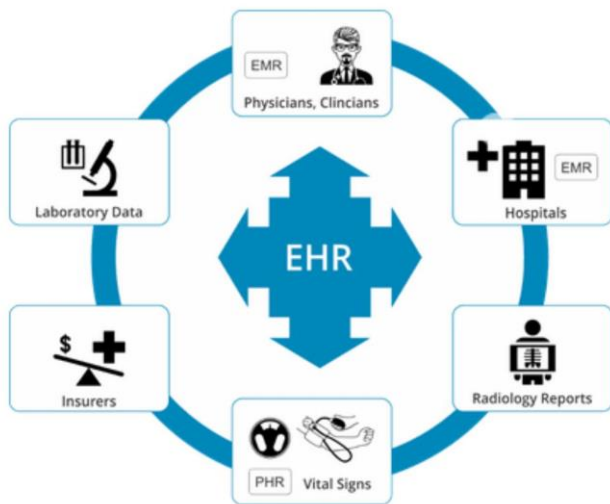 EMR
Physicians, Clincians
Laboratory Data
EMR
Hospitals
EHR
$
Insurers
Radiology Reports
PHR
Vital Signs